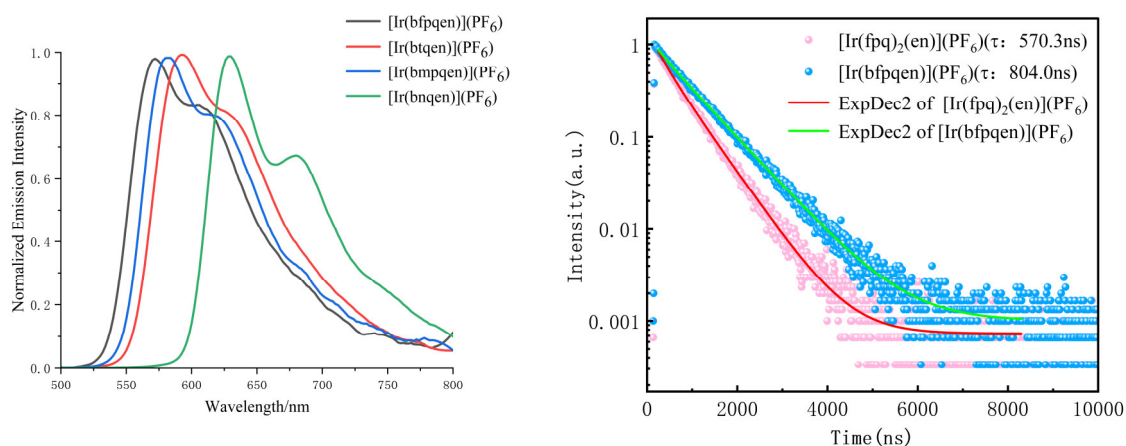 [Ir(bfpqen)](PF₆)
[Ir(btqen)](PF₆)
[Ir(bmpqen)](PF₆)
[Ir(bnqen)](PF₆)
Normalized Emission Intensity
1.0
0.8
0.6
0.4
0.2
0.0
500
550
600
650
700
750
800
Wavelength/nm
[Ir(fpq)₂(en)](PF₆)(τ: 570.3ns)
[Ir(bfpqen)](PF₆)(τ: 804.0ns)
ExpDec2 of [Ir(fpq)₂(en)](PF₆)
ExpDec2 of [Ir(bfpqen)](PF₆)
Intensity(a.u.)
1
0.1
0.01
0.001
0
2000
4000
6000
8000
10000
Time(ns)